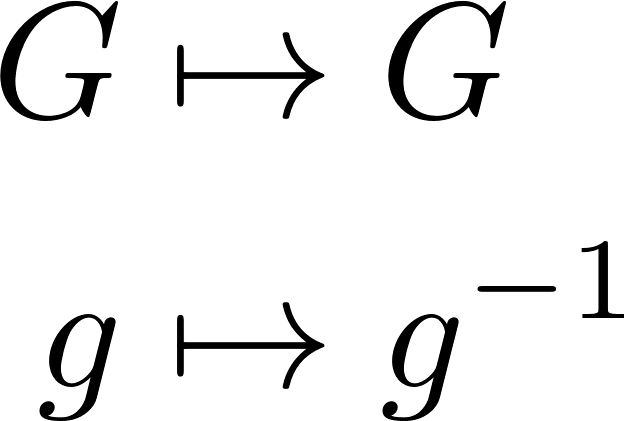 G ↦ G
g ↦ g⁻¹